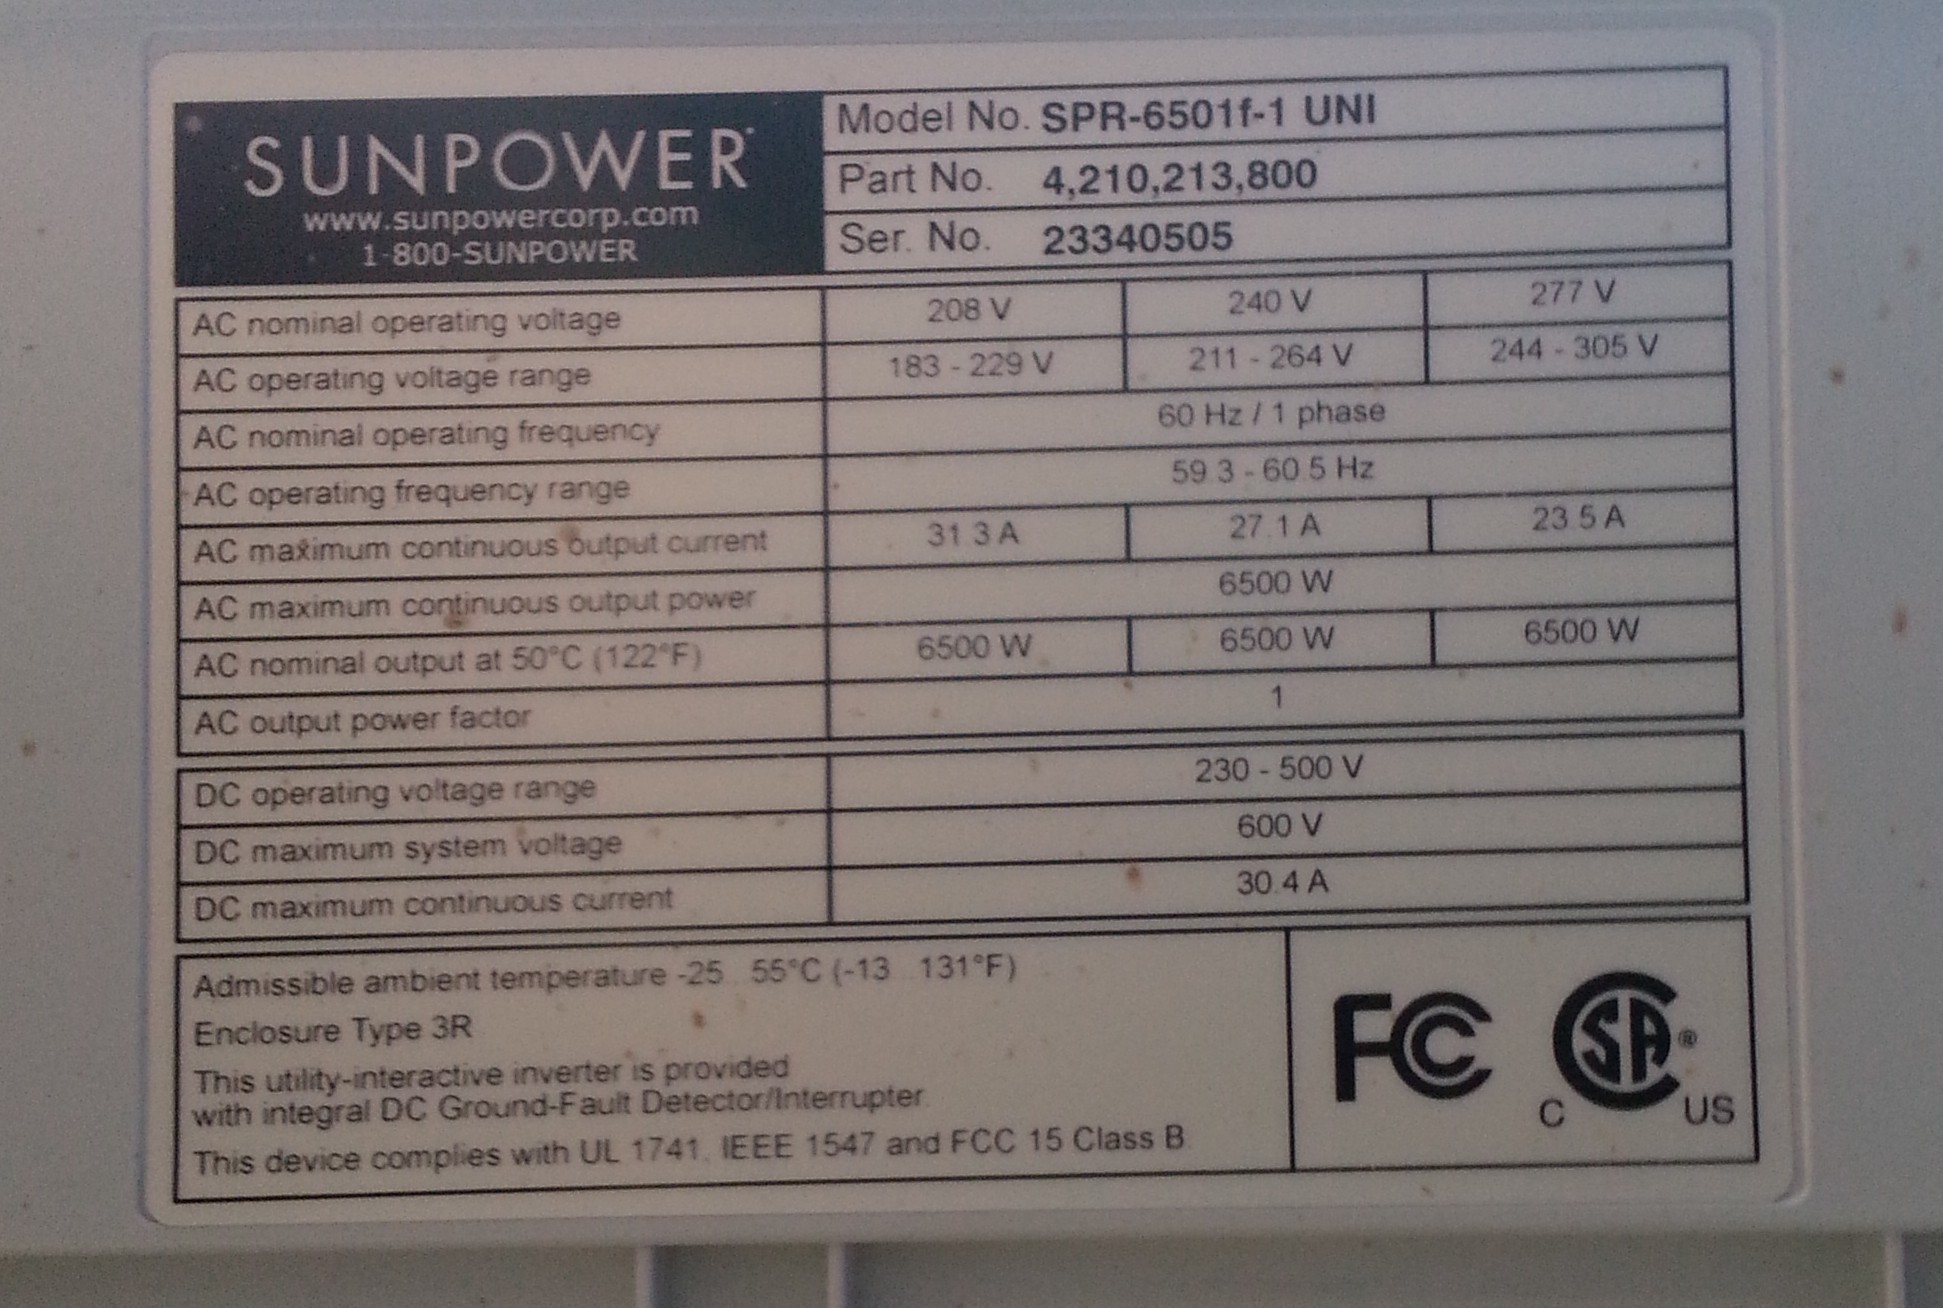 SUNPOWER
www.sunpowercorp.com
1-800-SUNPOWER
Model No. SPR-6501f-1 UNI
Part No. 4,210,213,800
Ser. No. 23340505
AC nominal operating voltage 208 V 240 V 277 V
AC operating voltage range 183 - 229 V 211 - 264 V 244 - 305 V
AC nominal operating frequency 60 Hz / 1 phase
AC operating frequency range 59.3 - 60.5 Hz
AC maximum continuous output current 31.3 A 27.1 A 23.5 A
AC maximum continuous output power 6500 W
AC nominal output at 50°C (122°F) 6500 W 6500 W 6500 W
AC output power factor 1
DC operating voltage range 230 - 500 V
DC maximum system voltage 600 V
DC maximum continuous current 30.4 A
Admissible ambient temperature -25...55°C (-13...131°F)
Enclosure Type 3R
This utility-interactive inverter is provided
with integral DC Ground-Fault Detector/Interrupter.
This device complies with UL 1741, IEEE 1547 and FCC 15 Class B
FCC
C SA ® US